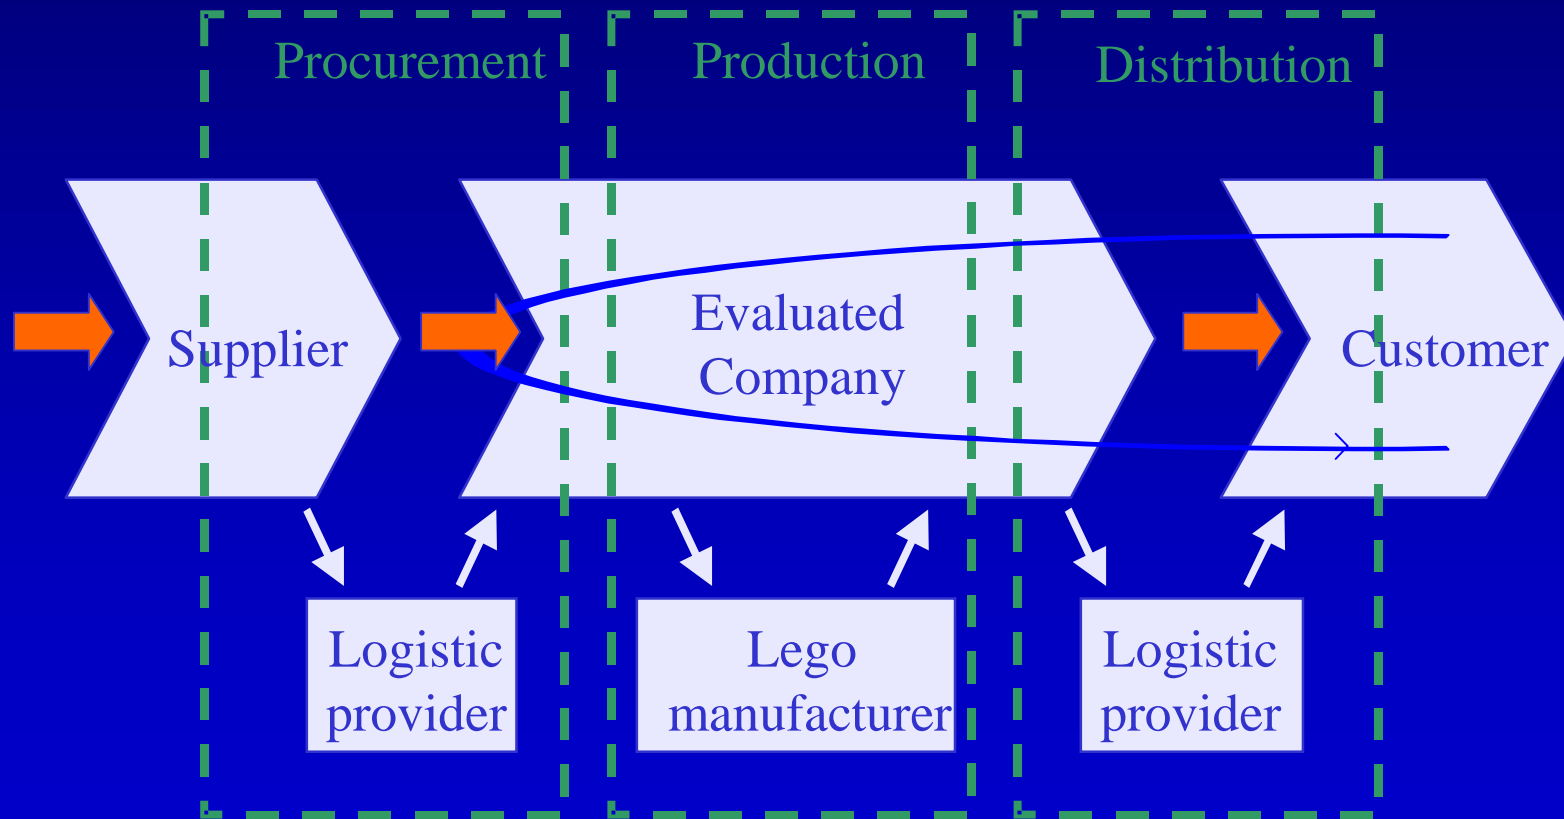 Procurement
Production
Distribution
Supplier
Evaluated
Company
Customer
Logistic
provider
Lego
manufacturer
Logistic
provider